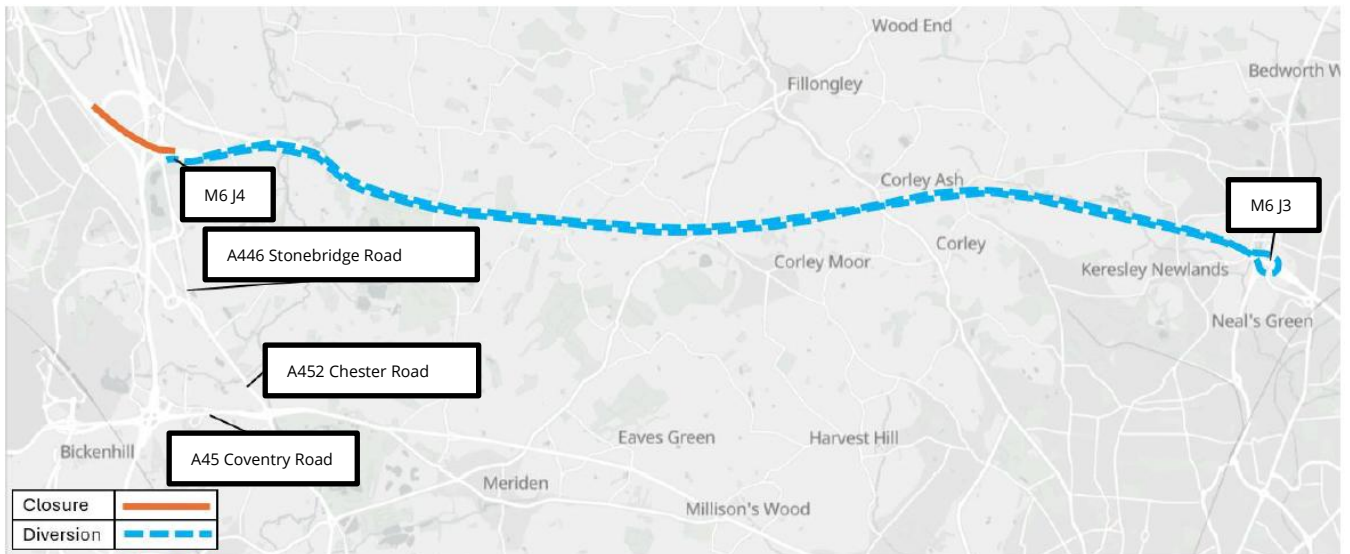 Wood End
Bedworth W
Fillongley
M6 J4
Corley Ash
M6 J3
A446 Stonebridge Road
Corley
Corley Moor
Keresley Newlands
Neal's Green
A452 Chester Road
Eaves Green
Harvest Hill
Bickenhill
A45 Coventry Road
Meriden
Millison's Wood
Closure
Diversion